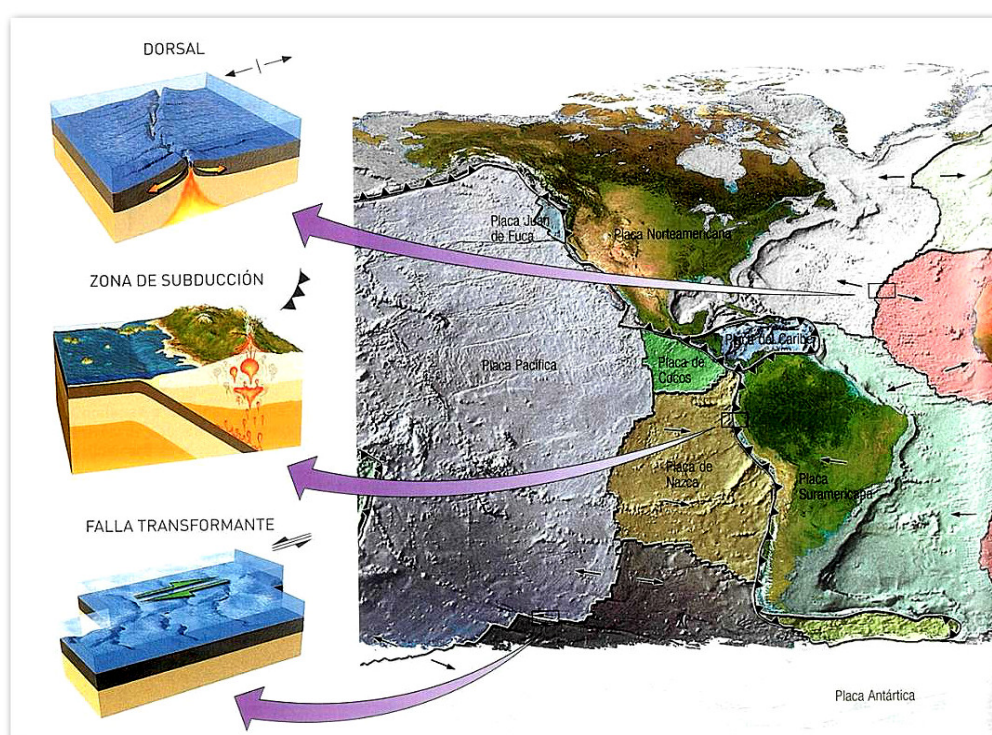 DORSAL
ZONA DE SUBDUCCIÓN
FALLA TRANSFORMANTE
Placa Juan
de Fuca
Placa Norteamericana
Placa del Caribe
Placa Pacífica
Placa de
Cocos
Placa de
Nazca
Placa
Suramericana
Placa Antártica